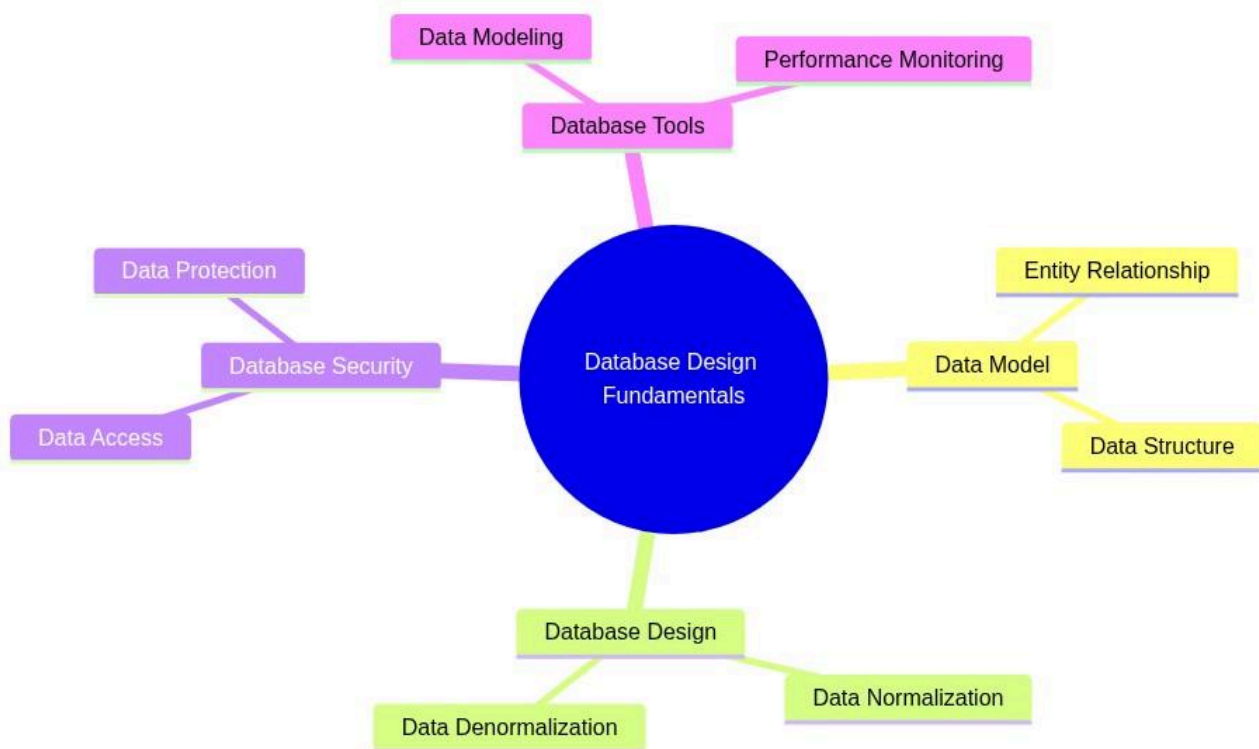 Data Modeling
Performance Monitoring
Database Tools
Data Protection
Entity Relationship
Database Security
Database Design
Fundamentals
Data Model
Data Access
Data Structure
Database Design
Data Normalization
Data Denormalization